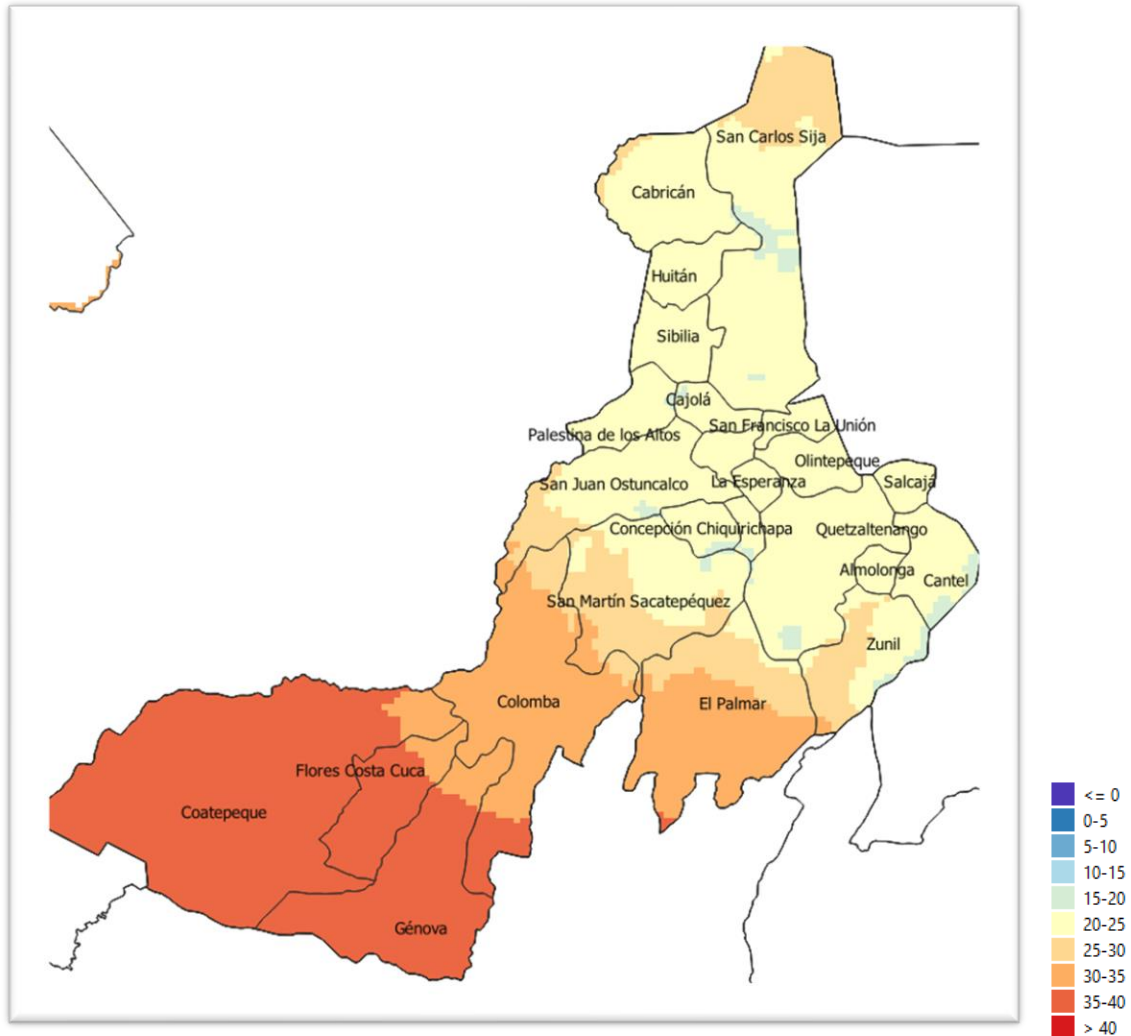 San Carlos Sija
Cabricán
Huitán
Sibilia
Cajolá
San Francisco La Unión
Palestina de los Altos
Olintepeque
San Juan Ostuncalco
La Esperanza
Salcajá
Concepción Chiquirichapa
Quetzaltenango
Almolonga
Cantel
San Martín Sacatepéquez
Zunil
Colomba
El Palmar
Flores Costa Cuca
Coatepeque
Génova
<= 0
0-5
5-10
10-15
15-20
20-25
25-30
30-35
35-40
> 40